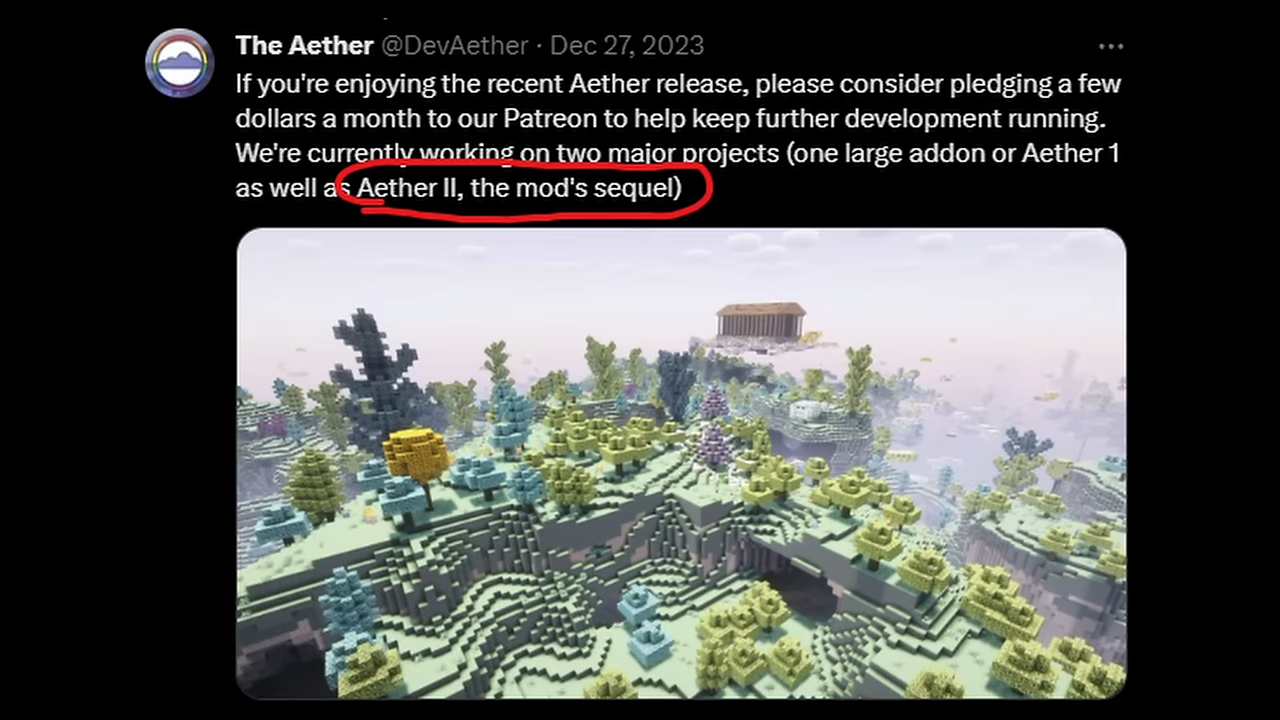 The Aether @DevAether · Dec 27, 2023
If you're enjoying the recent Aether release, please consider pledging a few
dollars a month to our Patreon to help keep further development running.
We're currently working on two major projects (one large addon or Aether 1
as well as Aether II, the mod's sequel)